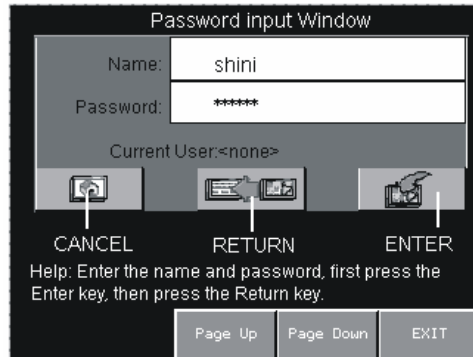 Password input Window
Name: shini
Password: ******
Current User:<none>
CANCEL RETURN ENTER
Help: Enter the name and password, first press the
Enter key, then press the Return key.
Page Up Page Down EXIT